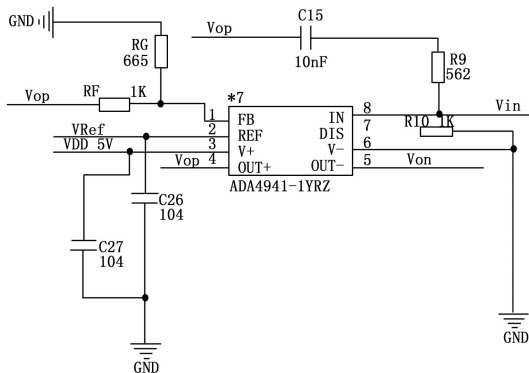 GND
RG
665
Vop
C15
10nF
R9
562
Vop
RF
1K
*7
1
FB
IN
8
Vin
VRef
2
REF
DIS
7
R10 1K
VDD 5V
3
V+
V-
6
Vop
4
OUT+
OUT-
5
Von
ADA4941-1YRZ
C26
104
C27
104
GND
GND